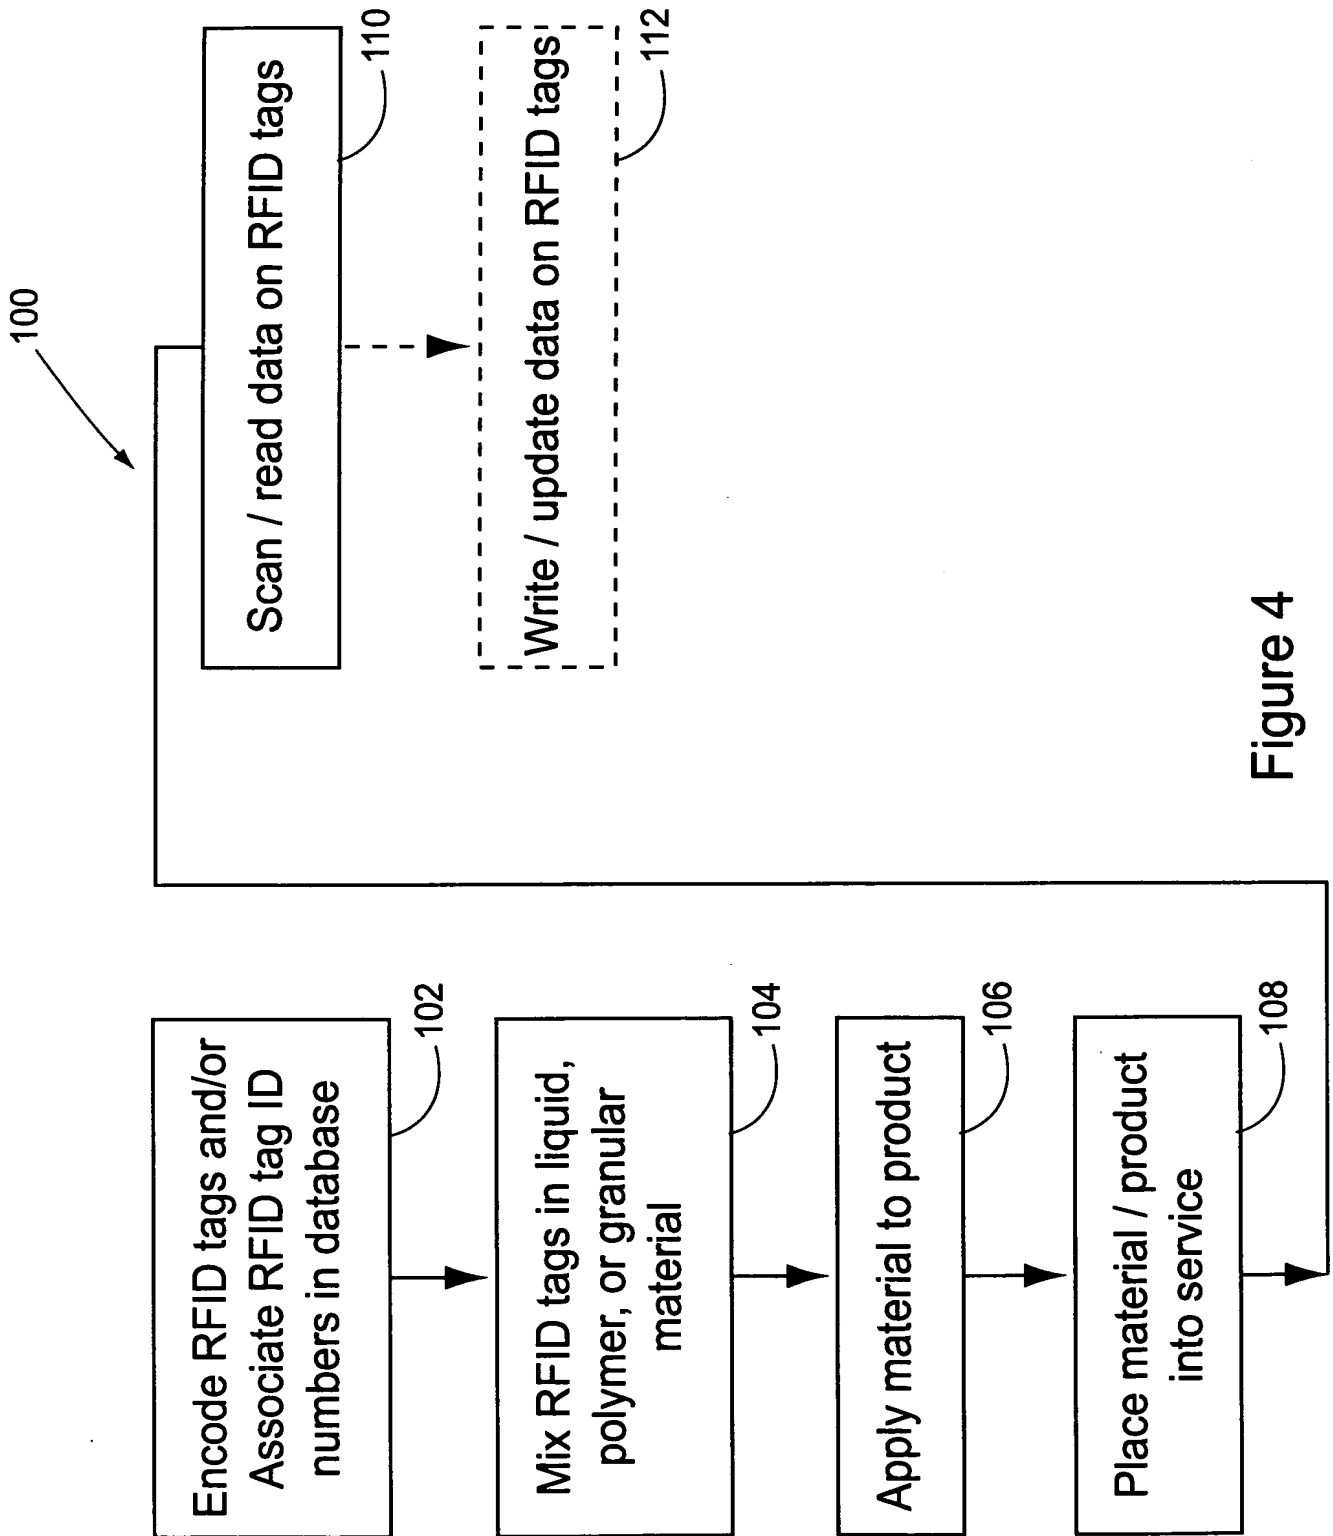 100
Encode RFID tags and/or
Associate RFID tag ID
numbers in database
102
Mix RFID tags in liquid,
polymer, or granular
material
104
Apply material to product
106
Place material / product
into service
108
Scan / read data on RFID tags
110
Write / update data on RFID tags
112
Figure 4